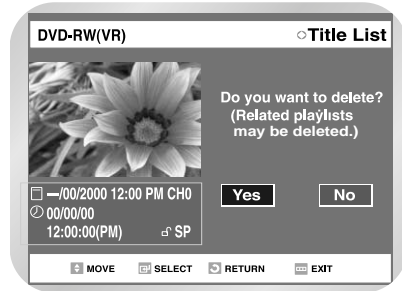 DVD-RW(VR) Title List
Do you want to delete?
(Related playlists
may be deleted.)
Yes No
—/00/2000 12:00 PM CH0
00/00/00
12:00:00(PM) SP
MOVE SELECT RETURN EXIT